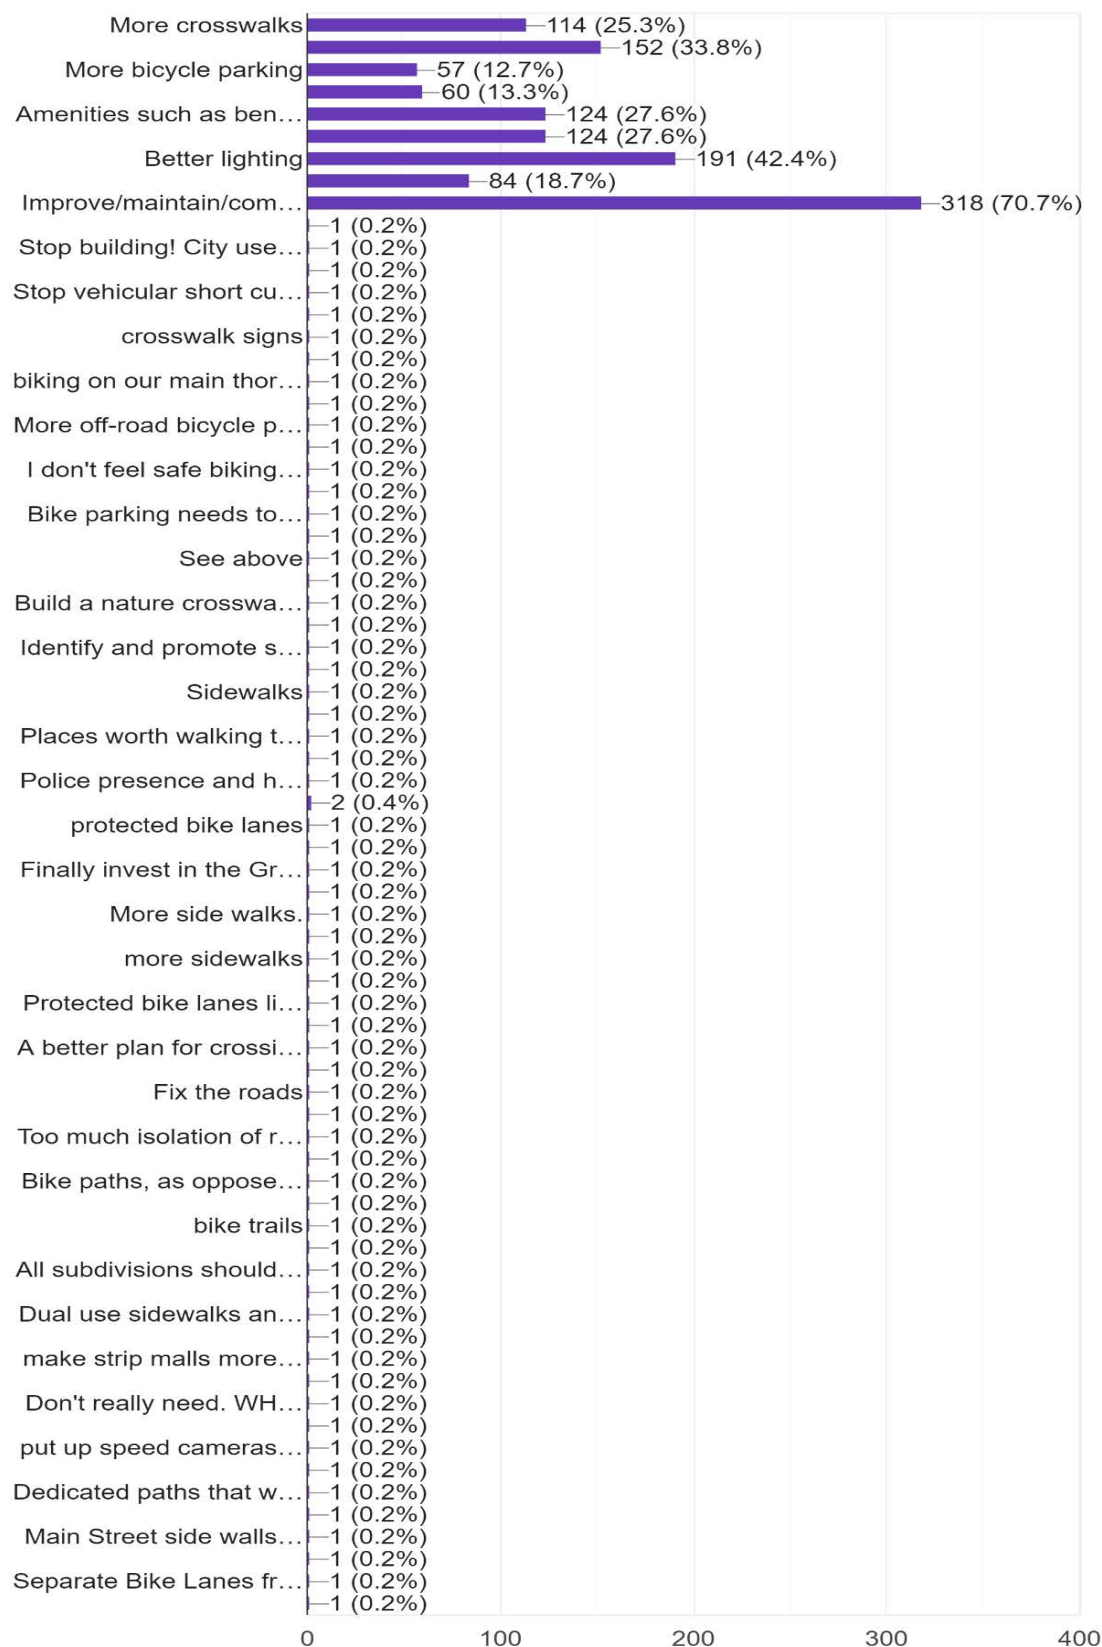 More crosswalks 114 (25.3%)
152 (33.8%)
More bicycle parking 57 (12.7%)
60 (13.3%)
Amenities such as ben… 124 (27.6%)
124 (27.6%)
Better lighting 191 (42.4%)
84 (18.7%)
Improve/maintain/com… 318 (70.7%)
1 (0.2%)
Stop building! City use… 1 (0.2%)
1 (0.2%)
Stop vehicular short cu… 1 (0.2%)
1 (0.2%)
crosswalk signs 1 (0.2%)
1 (0.2%)
biking on our main thor… 1 (0.2%)
1 (0.2%)
More off-road bicycle p… 1 (0.2%)
1 (0.2%)
I don't feel safe biking… 1 (0.2%)
1 (0.2%)
Bike parking needs to… 1 (0.2%)
1 (0.2%)
See above 1 (0.2%)
1 (0.2%)
Build a nature crosswa… 1 (0.2%)
1 (0.2%)
Identify and promote s… 1 (0.2%)
1 (0.2%)
Sidewalks 1 (0.2%)
1 (0.2%)
Places worth walking t… 1 (0.2%)
1 (0.2%)
Police presence and h… 1 (0.2%)
2 (0.4%)
protected bike lanes 1 (0.2%)
1 (0.2%)
Finally invest in the Gr… 1 (0.2%)
1 (0.2%)
More side walks. 1 (0.2%)
1 (0.2%)
more sidewalks 1 (0.2%)
1 (0.2%)
Protected bike lanes li… 1 (0.2%)
1 (0.2%)
A better plan for crossi… 1 (0.2%)
1 (0.2%)
Fix the roads 1 (0.2%)
1 (0.2%)
Too much isolation of r… 1 (0.2%)
1 (0.2%)
Bike paths, as oppose… 1 (0.2%)
1 (0.2%)
bike trails 1 (0.2%)
1 (0.2%)
All subdivisions should… 1 (0.2%)
1 (0.2%)
Dual use sidewalks an… 1 (0.2%)
1 (0.2%)
make strip malls more… 1 (0.2%)
1 (0.2%)
Don't really need. WH… 1 (0.2%)
1 (0.2%)
put up speed cameras… 1 (0.2%)
1 (0.2%)
Dedicated paths that w… 1 (0.2%)
1 (0.2%)
Main Street side walls… 1 (0.2%)
1 (0.2%)
Separate Bike Lanes fr… 1 (0.2%)
1 (0.2%)
0 100 200 300 400